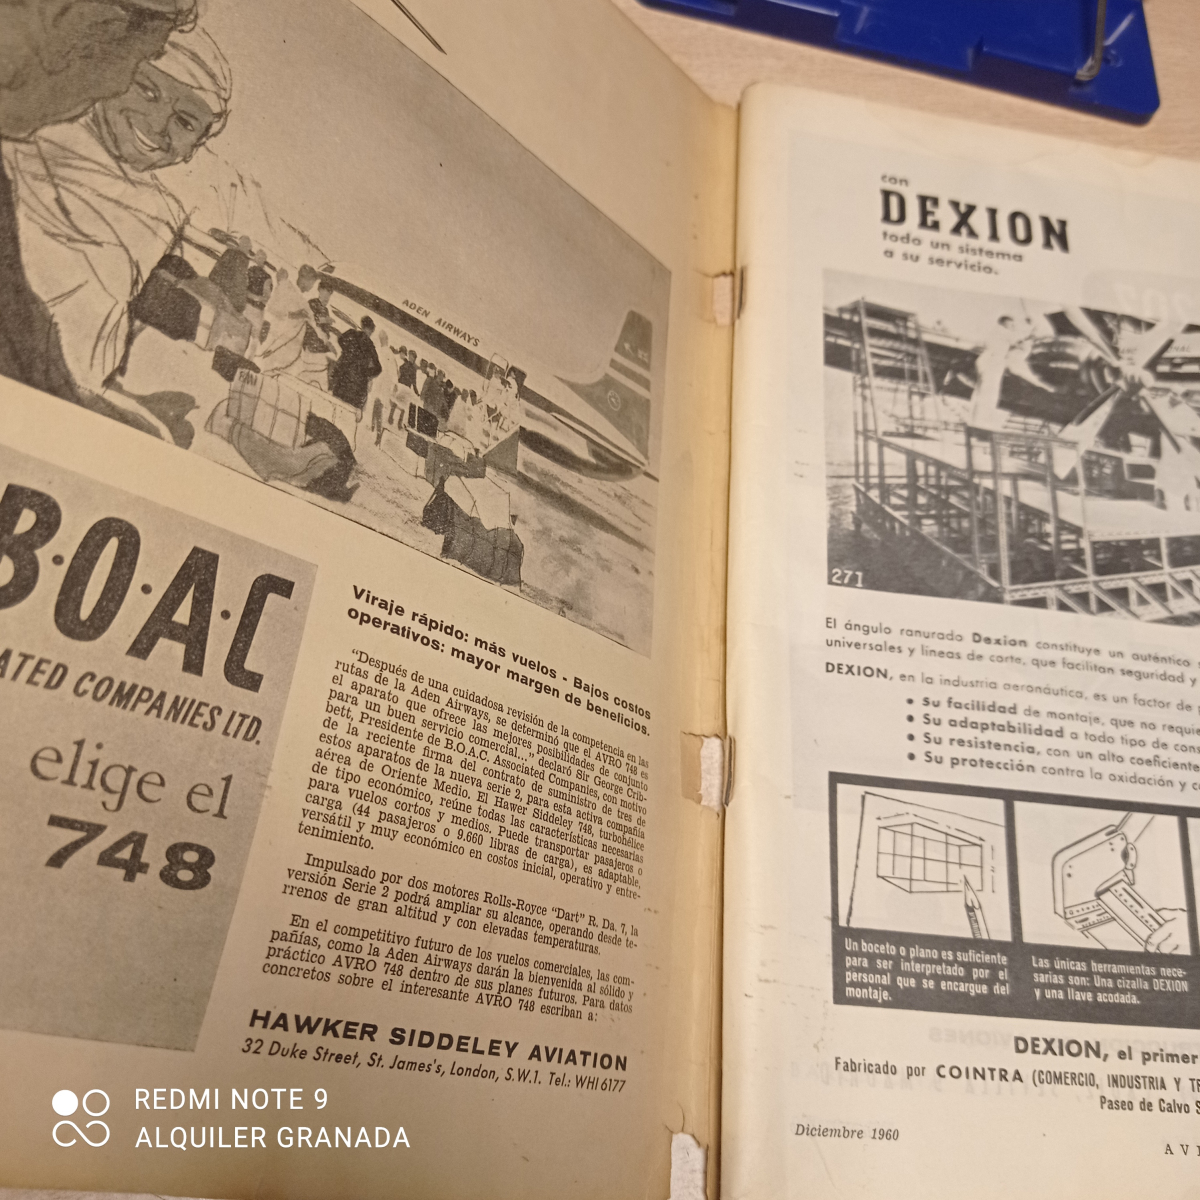 ADEN AIRWAYS
B·O·A·C
ATED COMPANIES LTD.
elige el
748
Viraje rápido: más vuelos - Bajos costos
operativos: mayor margen de beneficios.
"Después de una cuidadosa revisión de la competencia en las
rutas de la Aden Airways, se determinó que el AVRO 748 es
el aparato que ofrece las mejores posibilidades de conjunto
para un buen servicio comercial..." declaró Sir George Crib-
bett, Presidente de B.O.A.C. Associated Companies, con motivo
de la reciente firma del contrato de suministro de tres de
estos aparatos de la nueva serie 2, para esta activa compañía
aérea de Oriente Medio. El Hawer Siddeley 748, turbohélice
de tipo económico, reúne todas las características necesarias
para vuelos cortos y medios. Puede transportar pasajeros o
carga (44 pasajeros o 9.660 libras de carga), es adaptable,
versátil y muy económico en costos inicial, operativo y entre-
tenimiento.
Impulsado por dos motores Rolls-Royce "Dart" R. Da. 7, la
versión Serie 2 podrá ampliar su alcance, operando desde te-
rrenos de gran altitud y con elevadas temperaturas.
En el competitivo futuro de los vuelos comerciales, las com-
pañías, como la Aden Airways darán la bienvenida al sólido y
práctico AVRO 748 dentro de sus planes futuros. Para datos
concretos sobre el interesante AVRO 748 escriban a:
HAWKER SIDDELEY AVIATION
32 Duke Street, St. James's, London, S.W.1. Tel.: WHI 6177
con
DEXION
todo un sistema
a su servicio.
271
El ángulo ranurado Dexion constituye un auténtico
universales y líneas de corte, que facilitan seguridad y
DEXION, en la industria aeronáutica, es un factor de
• Su facilidad de montaje, que no requie
• Su adaptabilidad a todo tipo de cons
• Su resistencia, con un alto coeficiente
• Su protección contra la oxidación y c
Un boceto o plano es suficiente
para ser interpretado por el
personal que se encargue del
montaje.
Las únicas herramientas nece-
sarias son: Una cizalla DEXION
y una llave acodada.
DEXION, el primer
Fabricado por COINTRA (COMERCIO, INDUSTRIA Y TR
Paseo de Calvo S
Diciembre 1960
AVI
REDMI NOTE 9
ALQUILER GRANADA